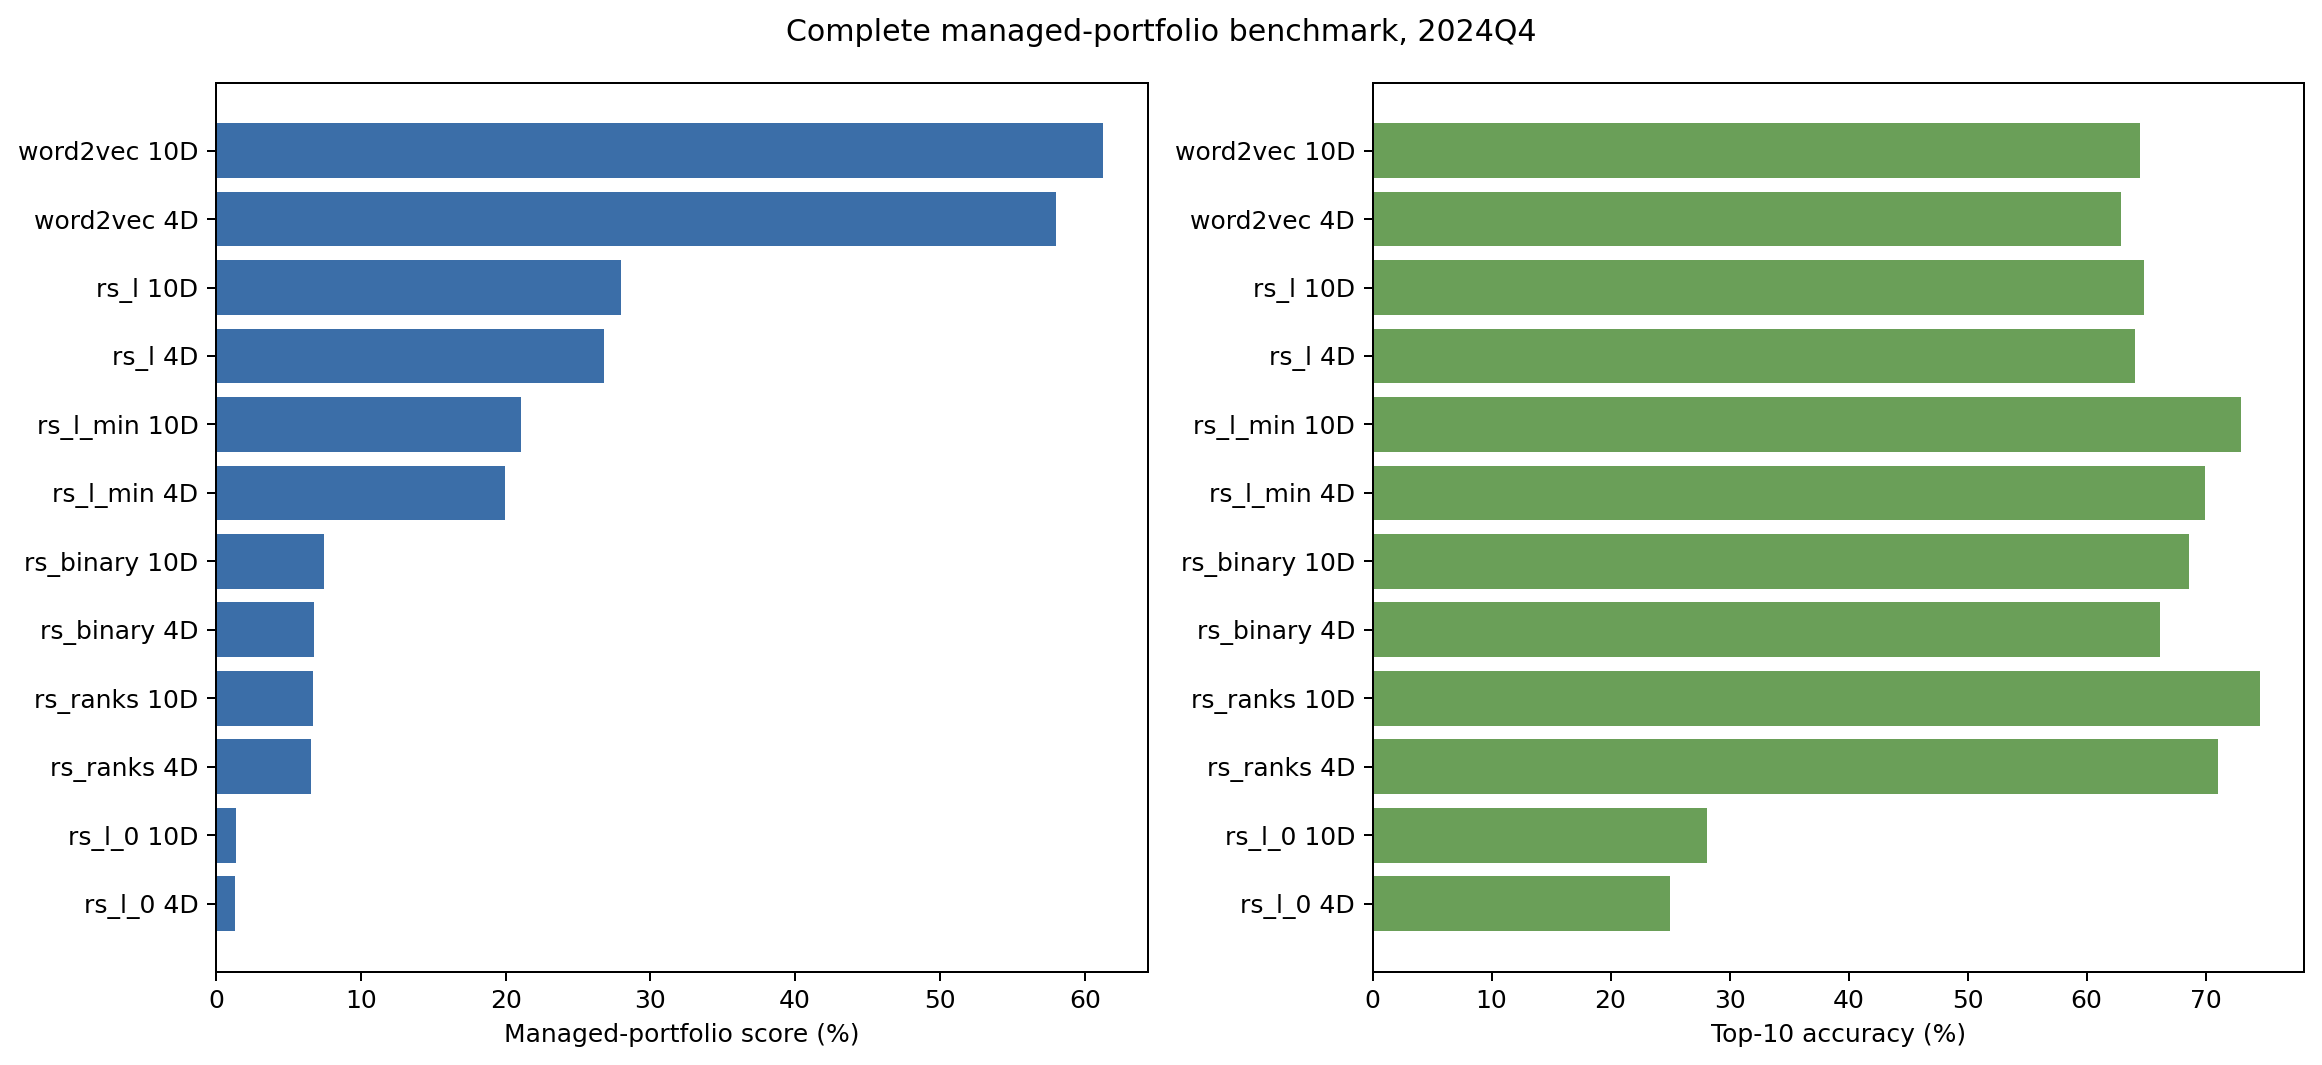 Complete managed-portfolio benchmark, 2024Q4
word2vec 10D
word2vec 4D
rs_l 10D
rs_l 4D
rs_l_min 10D
rs_l_min 4D
rs_binary 10D
rs_binary 4D
rs_ranks 10D
rs_ranks 4D
rs_l_0 10D
rs_l_0 4D
0 10 20 30 40 50 60
Managed-portfolio score (%)
word2vec 10D
word2vec 4D
rs_l 10D
rs_l 4D
rs_l_min 10D
rs_l_min 4D
rs_binary 10D
rs_binary 4D
rs_ranks 10D
rs_ranks 4D
rs_l_0 10D
rs_l_0 4D
0 10 20 30 40 50 60 70
Top-10 accuracy (%)